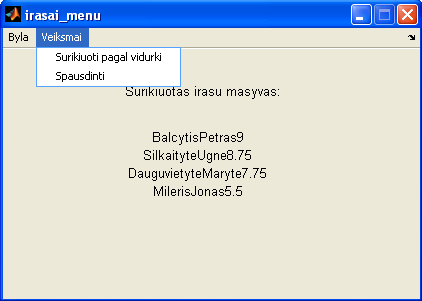 irasai_menu
Byla Veiksmai
Surikiuoti pagal vidurki
Spausdinti
Surikiuotas irasu masyvas:
BalcytisPetras9
SilkaityteUgne8.75
DauguvietyteMaryte7.75
MilerisJonas5.5